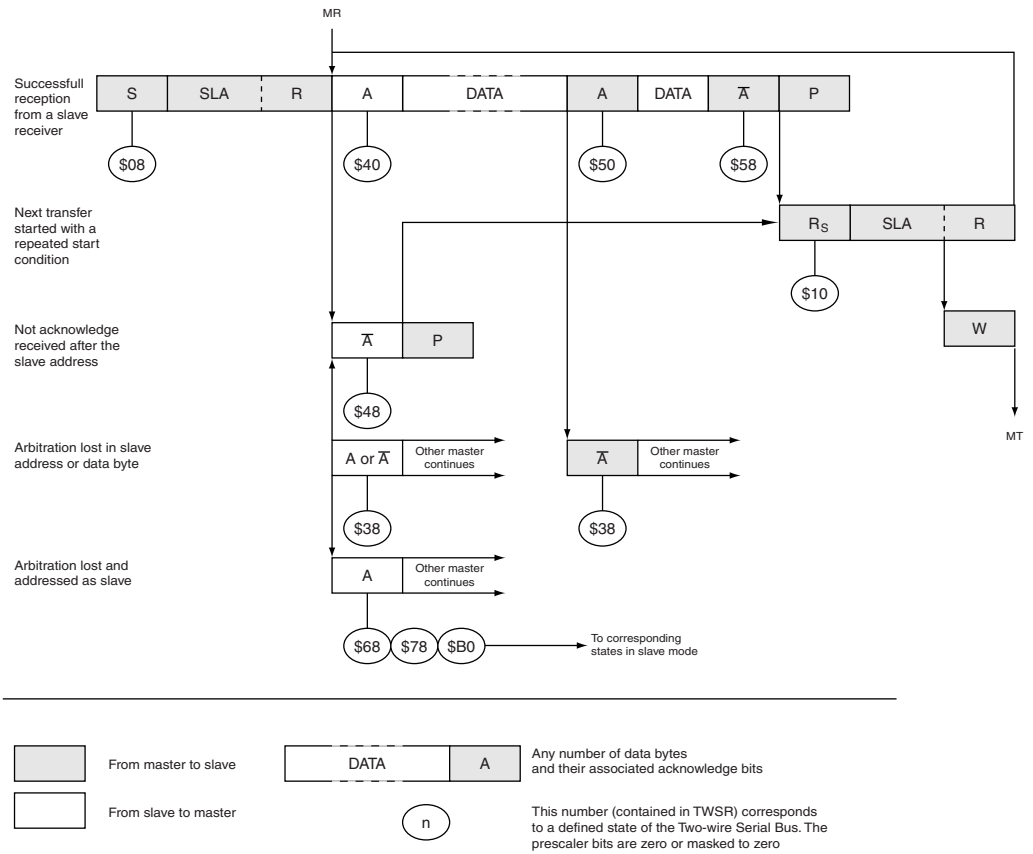 MR
Successfull
reception
from a slave
receiver
S SLA R A DATA A DATA A̅ P
$08 $40 $50 $58
Next transfer
started with a
repeated start
condition
RS SLA R
$10
Not acknowledge
received after the
slave address
A̅ P
W
$48
MT
Arbitration lost in slave
address or data byte
A or A̅
Other master
continues
A̅
Other master
continues
$38 $38
Arbitration lost and
addressed as slave
A
Other master
continues
$68 $78 $B0
To corresponding
states in slave mode
From master to slave
DATA A
Any number of data bytes
and their associated acknowledge bits
From slave to master
n
This number (contained in TWSR) corresponds
to a defined state of the Two-wire Serial Bus. The
prescaler bits are zero or masked to zero